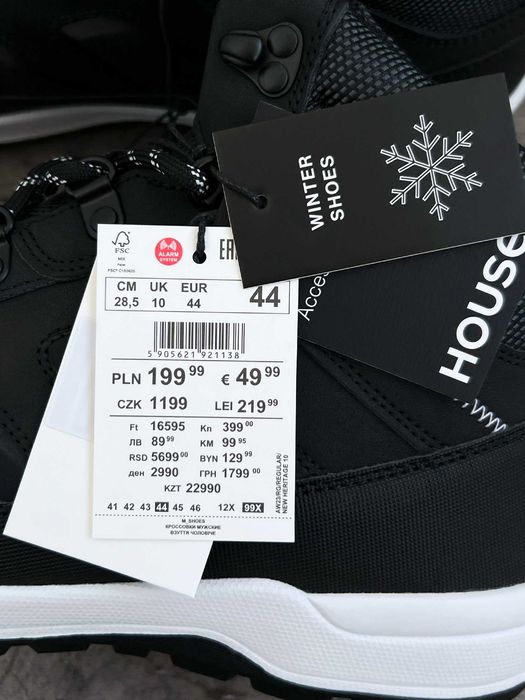 WINTER
SHOES
HOUSE
FSC
MIX
Paper
ALARM
SYSTEM
CM UK EUR
28,5 10 44
44
5 905621 921138
PLN 199 99 € 49 99
CZK 1199 LEI 219 99
Ft 16595 Kn 399 00
ЛВ 89 99 KM 99 95
RSD 5699 00 BYN 129 99
ден 2990 ГРН 1799 00
KZT 22990
41 42 43 44 45 46 12X 99X
M_SHOES
КРОССОВКИ МУЖСКИЕ
ВЗУТТЯ ЧОЛОВІЧЕ
AW23/RG/REGULAR/
NEW HERITAGE 10